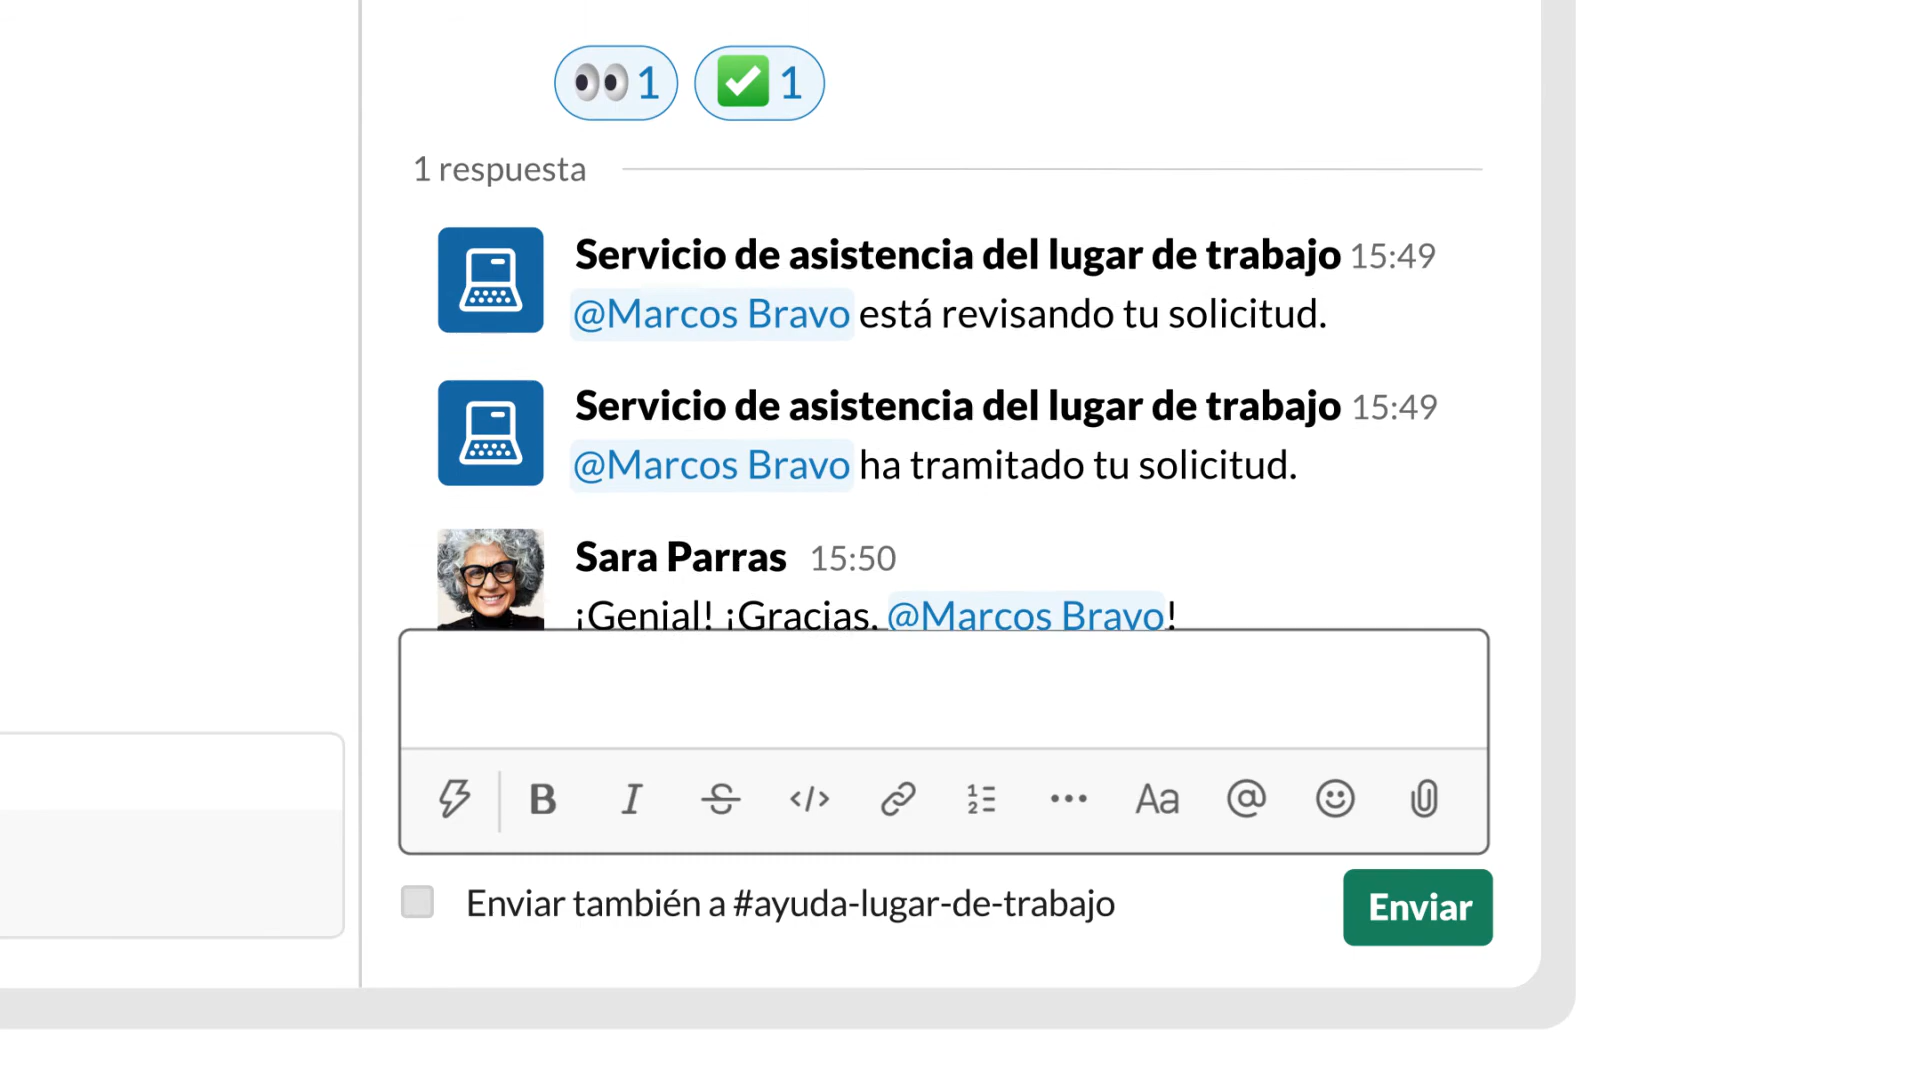 1 1
1 respuesta
Servicio de asistencia del lugar de trabajo 15:49
@Marcos Bravo está revisando tu solicitud.
Servicio de asistencia del lugar de trabajo 15:49
@Marcos Bravo ha tramitado tu solicitud.
Sara Parras 15:50
¡Genial! ¡Gracias, @Marcos Bravo!
B I S </> Aa @
Enviar también a #ayuda-lugar-de-trabajo
Enviar